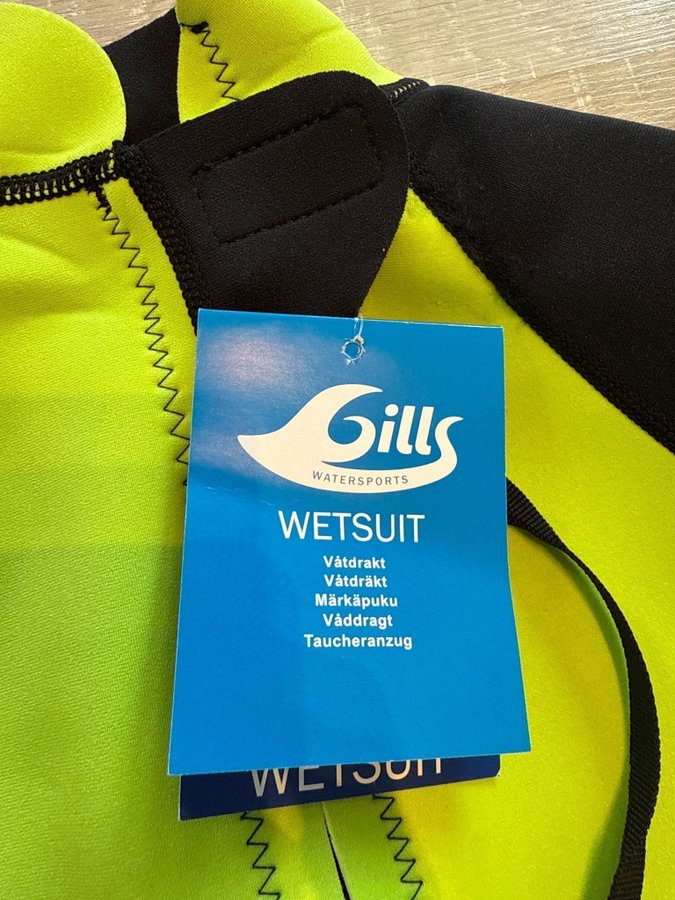 Gills
WATERSPORTS
WETSUIT
Våtdrakt
Våtdräkt
Märkäpuku
Våddragt
Taucheranzug
WETSUIT